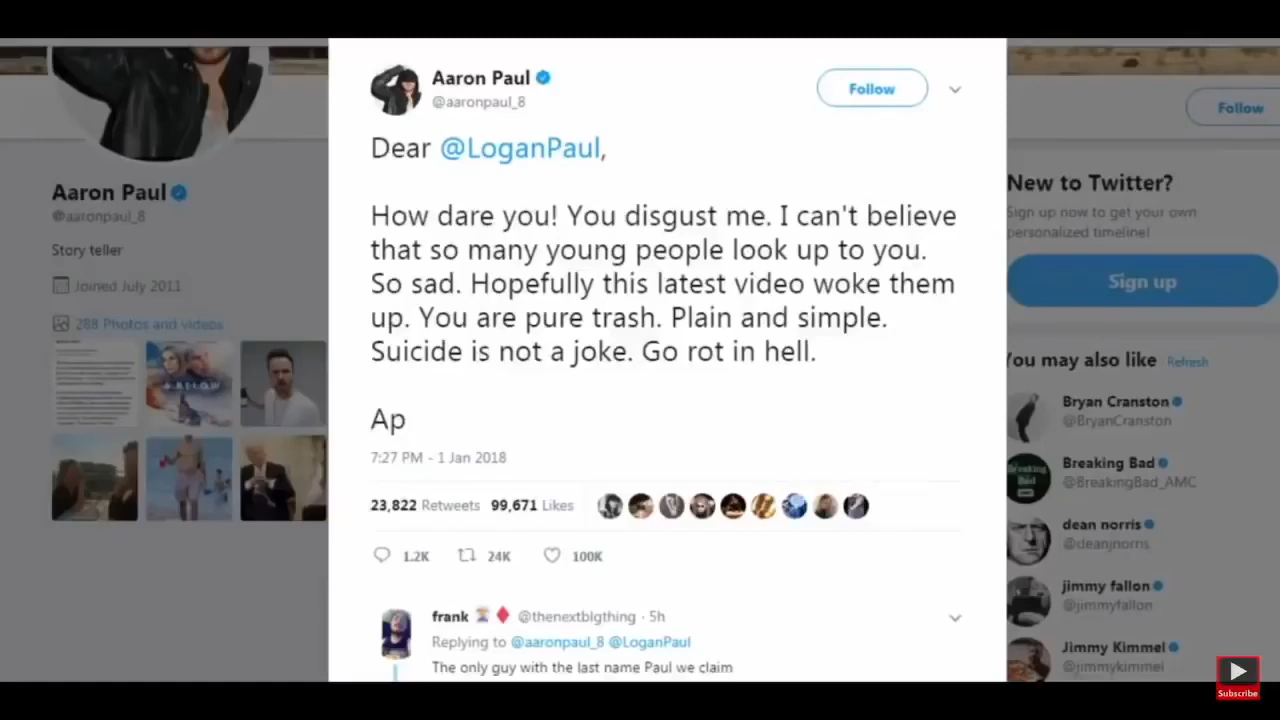 Aaron Paul
@aaronpaul_8
Follow
Dear @LoganPaul,
How dare you! You disgust me. I can't believe
that so many young people look up to you.
So sad. Hopefully this latest video woke them
up. You are pure trash. Plain and simple.
Suicide is not a joke. Go rot in hell.
Ap
7:27 PM - 1 Jan 2018
23,822 Retweets 99,671 Likes
1.2K 24K 100K
frank @thenextblgthing · 5h
Replying to @aaronpaul_8 @LoganPaul
The only guy with the last name Paul we claim
Aaron Paul
@aaronpaul_8
Story teller
Joined July 2011
288 Photos and videos
Follow
New to Twitter?
Sign up now to get your own
personalized timeline!
Sign up
You may also like Refresh
Bryan Cranston
@BryanCranston
Breaking Bad
@BreakingBad_AMC
dean norris
@deanjnorris
jimmy fallon
@jimmyfallon
Jimmy Kimmel
@jimmykimmel
Subscribe